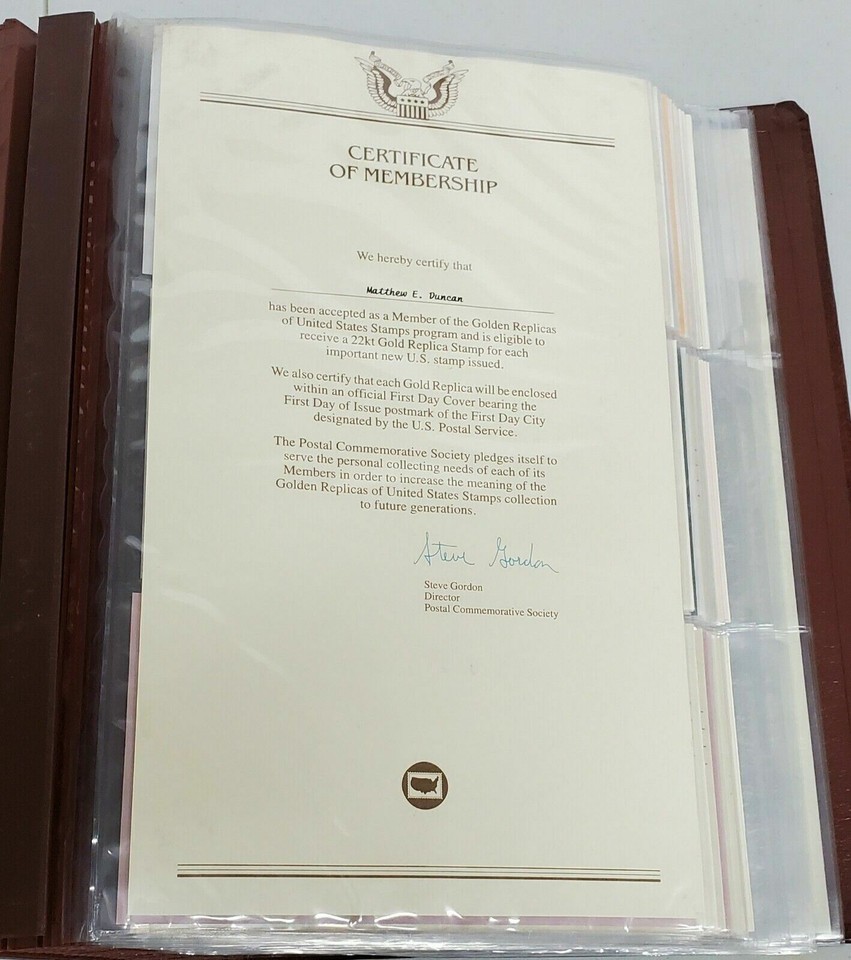 CERTIFICATE
OF MEMBERSHIP
We hereby certify that
Matthew E. Duncan
has been accepted as a Member of the Golden Replicas
of United States Stamps program and is eligible to
receive a 22kt Gold Replica Stamp for each
important new U.S. stamp issued.
We also certify that each Gold Replica will be enclosed
within an official First Day Cover bearing the
First Day of Issue postmark of the First Day City
designated by the U.S. Postal Service.
The Postal Commemorative Society pledges itself to
serve the personal collecting needs of each of its
Members in order to increase the meaning of the
Golden Replicas of United States Stamps collection
to future generations.
Steve Gordon
Steve Gordon
Director
Postal Commemorative Society